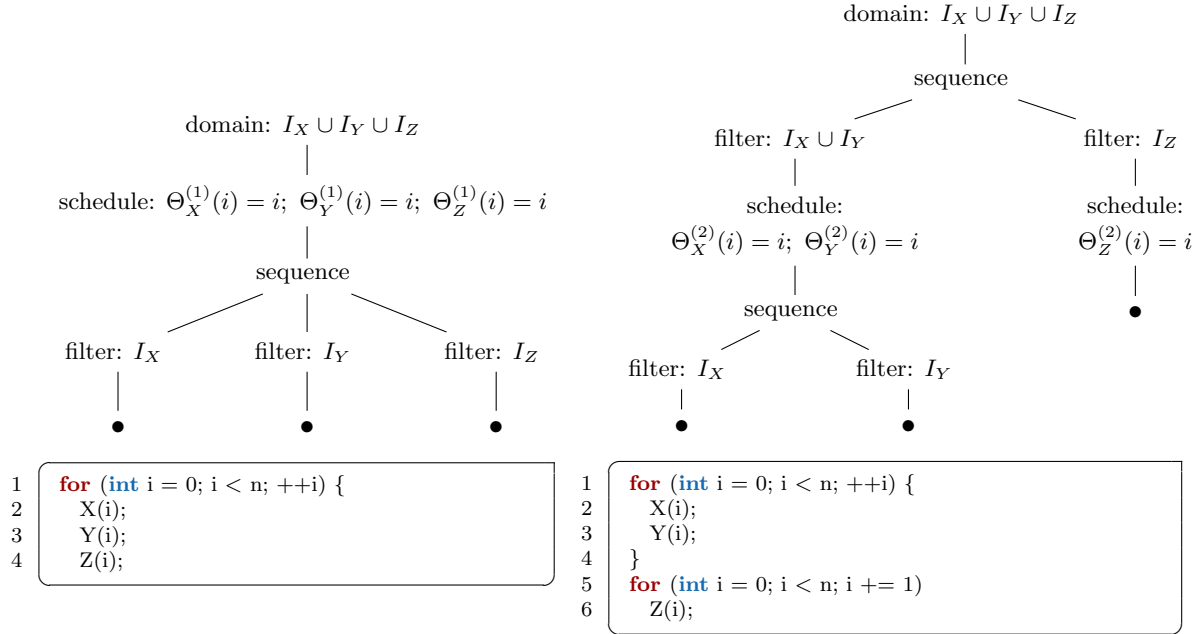 domain: I_X ∪ I_Y ∪ I_Z
schedule: Θ_X^{(1)}(i) = i; Θ_Y^{(1)}(i) = i; Θ_Z^{(1)}(i) = i
sequence
filter: I_X filter: I_Y filter: I_Z
1 for (int i = 0; i < n; ++i) {
2 X(i);
3 Y(i);
4 Z(i);
domain: I_X ∪ I_Y ∪ I_Z
sequence
filter: I_X ∪ I_Y filter: I_Z
schedule: schedule:
Θ_X^{(2)}(i) = i; Θ_Y^{(2)}(i) = i Θ_Z^{(2)}(i) = i
sequence
filter: I_X filter: I_Y
1 for (int i = 0; i < n; ++i) {
2 X(i);
3 Y(i);
4 }
5 for (int i = 0; i < n; i += 1)
6 Z(i);